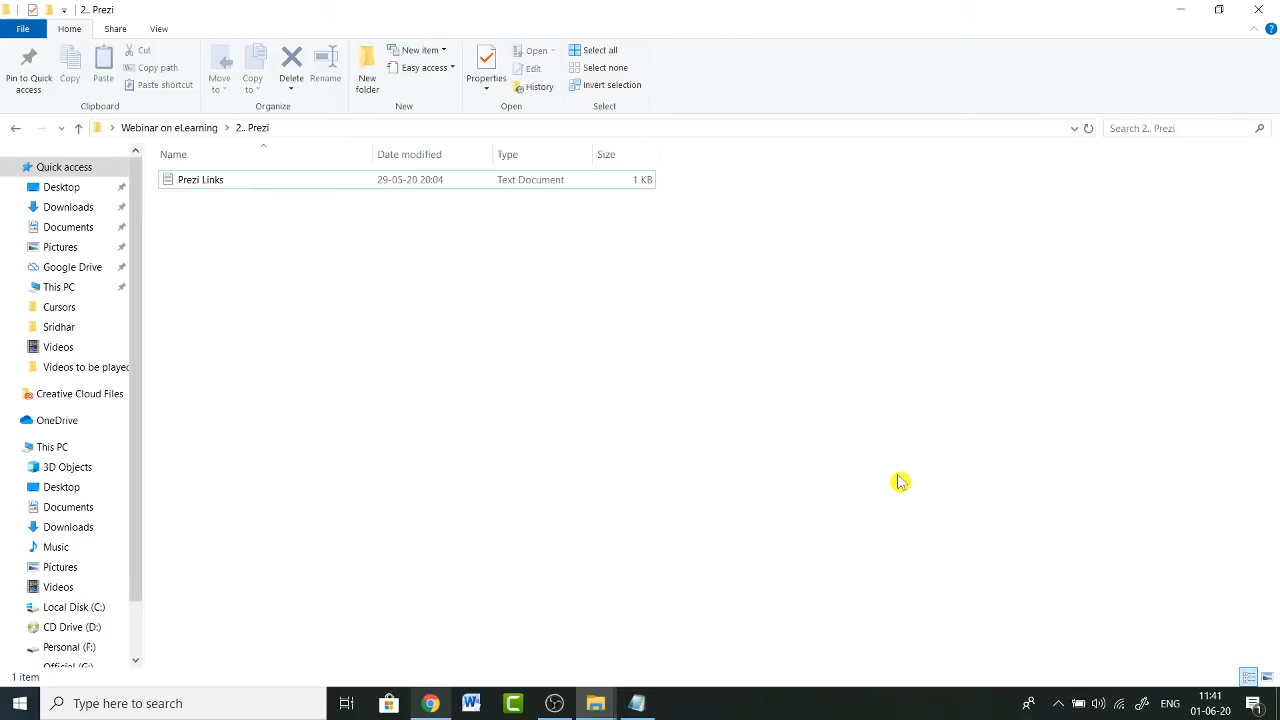 2.. Prezi
File Home Share View
Pin to Quick access
Copy
Paste
Cut
Copy path
Paste shortcut
Clipboard
Move to
Copy to
Delete
Rename
Organize
New folder
New item
Easy access
New
Properties
Open
Edit
History
Open
Select all
Select none
Invert selection
Select
Webinar on eLearning 2.. Prezi
Search 2.. Prezi
Name Date modified Type Size
Prezi Links 29-05-20 20:04 Text Document 1 KB
Quick access
Desktop
Downloads
Documents
Pictures
Google Drive
This PC
Cursors
Sridhar
Videos
Videos to be played
Creative Cloud Files
OneDrive
This PC
3D Objects
Desktop
Documents
Downloads
Music
Pictures
Videos
Local Disk (C:)
CD Drive (D:)
Personal (F:)
Official (G:)
1 item
Type here to search
ENG
11:41
01-06-20